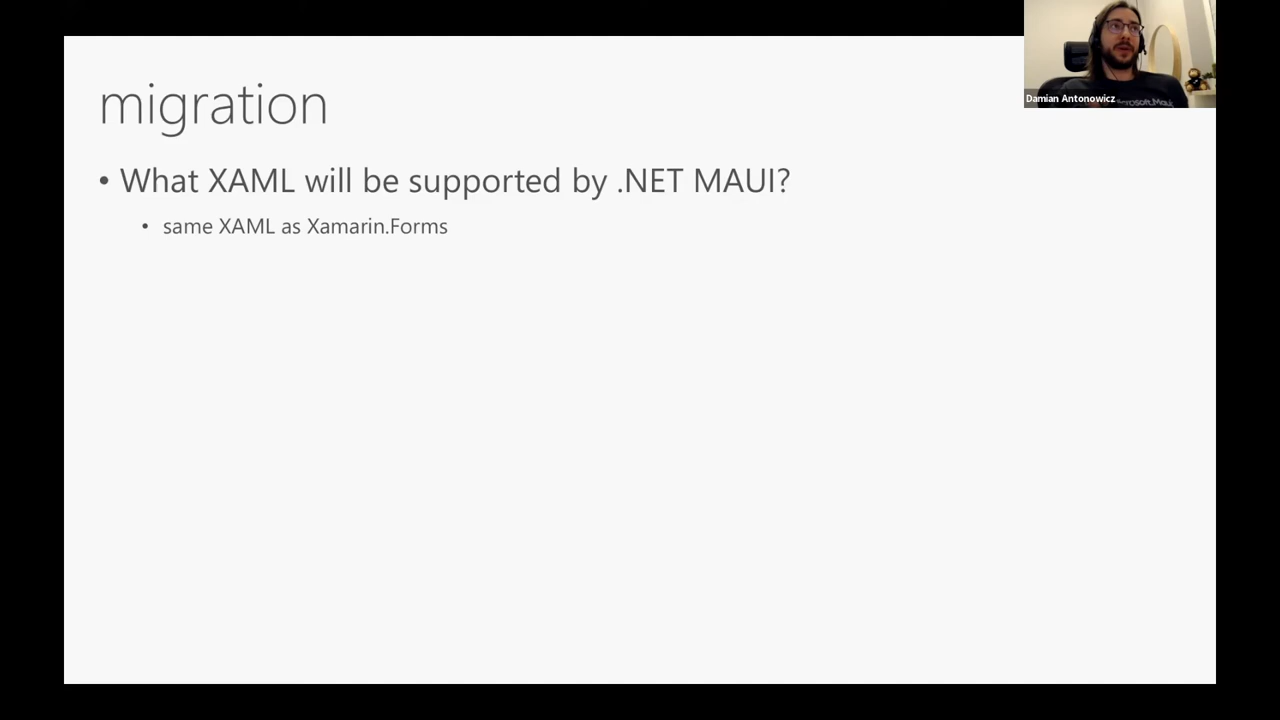 migration
• What XAML will be supported by .NET MAUI?
• same XAML as Xamarin.Forms
Damian Antonowicz